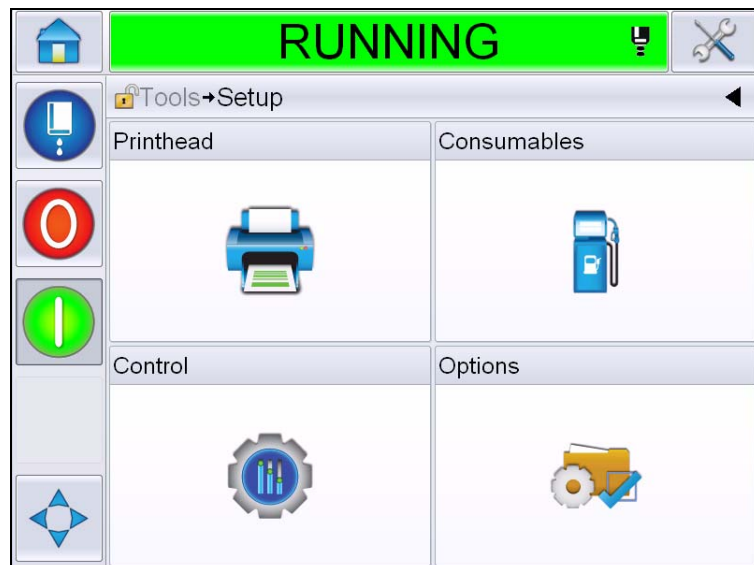 RUNNING
Tools→Setup
Printhead
Consumables
Control
Options